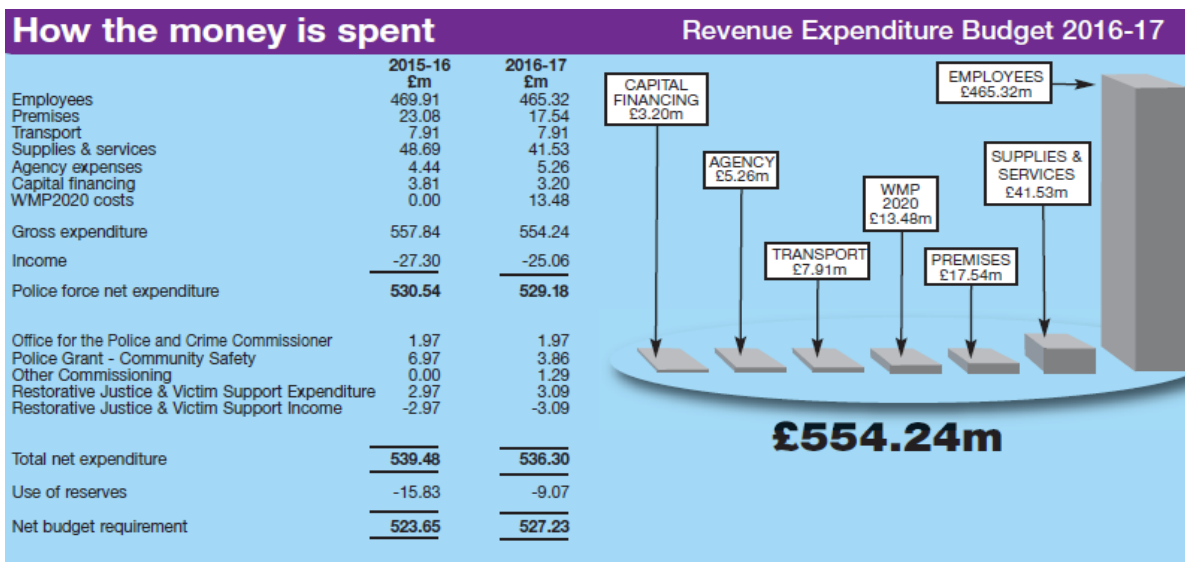 How the money is spent
Revenue Expenditure Budget 2016-17
2015-16 2016-17
£m £m
Employees 469.91 465.32
Premises 23.08 17.54
Transport 7.91 7.91
Supplies & services 48.69 41.53
Agency expenses 4.44 5.26
Capital financing 3.81 3.20
WMP2020 costs 0.00 13.48
Gross expenditure 557.84 554.24
Income -27.30 -25.06
Police force net expenditure 530.54 529.18
Office for the Police and Crime Commissioner 1.97 1.97
Police Grant - Community Safety 6.97 3.86
Other Commissioning 0.00 1.29
Restorative Justice & Victim Support Expenditure 2.97 3.09
Restorative Justice & Victim Support Income -2.97 -3.09
Total net expenditure 539.48 536.30
Use of reserves -15.83 -9.07
Net budget requirement 523.65 527.23
CAPITAL
FINANCING
£3.20m
AGENCY
£5.26m
TRANSPORT
£7.91m
WMP
2020
£13.48m
PREMISES
£17.54m
SUPPLIES &
SERVICES
£41.53m
EMPLOYEES
£465.32m
£554.24m